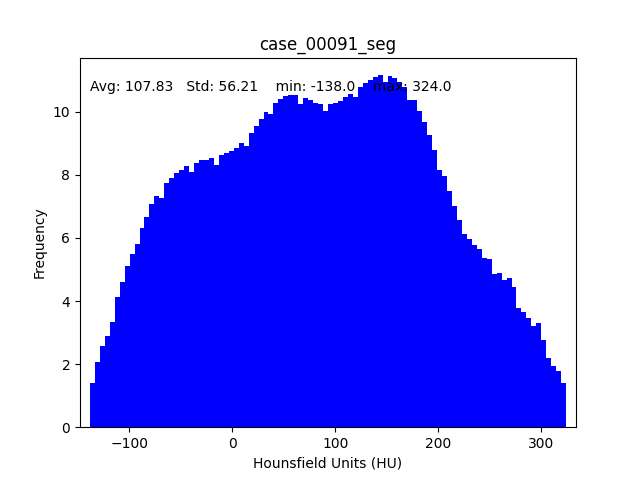 case_00091_seg
Avg: 107.83 Std: 56.21 min: -138.0 max: 324.0
10
8
6
4
2
0
Frequency
−100 0 100 200 300
Hounsfield Units (HU)